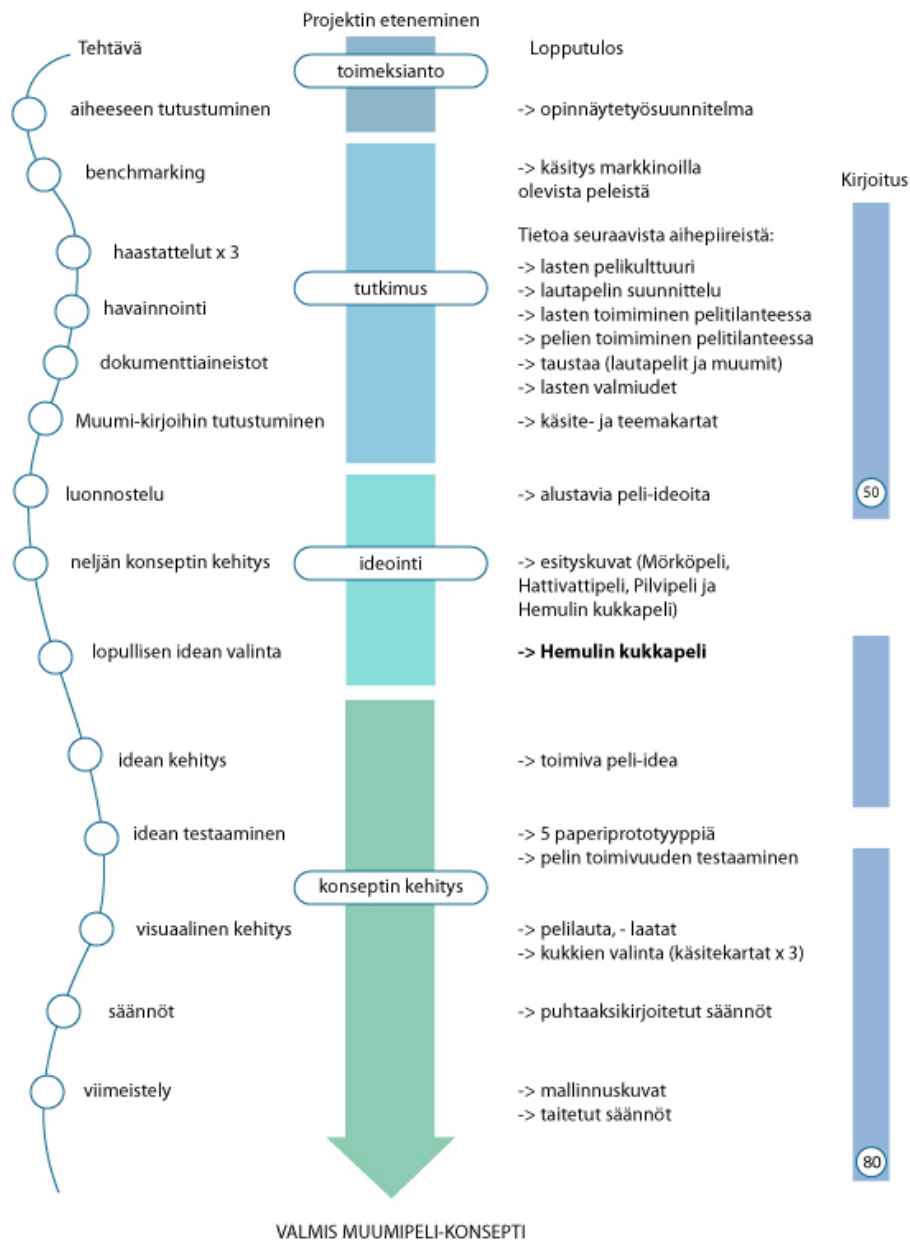 Projektin eteneminen
Tehtävä
Lopputulos
toimeksianto
aiheeseen tutustuminen
-> opinnäytetyösuunnitelma
benchmarking
-> käsitys markkinoilla
olevista peleistä
Kirjoitus
Tietoa seuraavista aihepiireistä:
haastattelut x 3
-> lasten pelikulttuuri
tutkimus
-> lautapelin suunnittelu
havainnointi
-> lasten toimiminen pelitilanteessa
-> pelien toimiminen pelitilanteessa
dokumenttiaineistot
-> taustaa (lautapelit ja muumit)
-> lasten valmiudet
Muumi-kirjoihin tutustuminen
-> käsite- ja teemakartat
luonnostelu
-> alustavia peli-ideoita
50
neljän konseptin kehitys
ideointi
-> esityskuvat (Mörköpeli,
Hattivattipeli, Pilvipeli ja
Hemulin kukkapeli)
lopullisen idean valinta
-> Hemulin kukkapeli
idean kehitys
-> toimiva peli-idea
idean testaaminen
-> 5 paperiprototyyppiä
-> pelin toimivuuden testaaminen
konseptin kehitys
visuaalinen kehitys
-> pelilauta, - laatat
-> kukkien valinta (käsitekartat x 3)
säännöt
-> puhtaaksikirjoitetut säännöt
viimeistely
-> mallinnuskuvat
-> taitetut säännöt
80
VALMIS MUUMIPELI-KONSEPTI